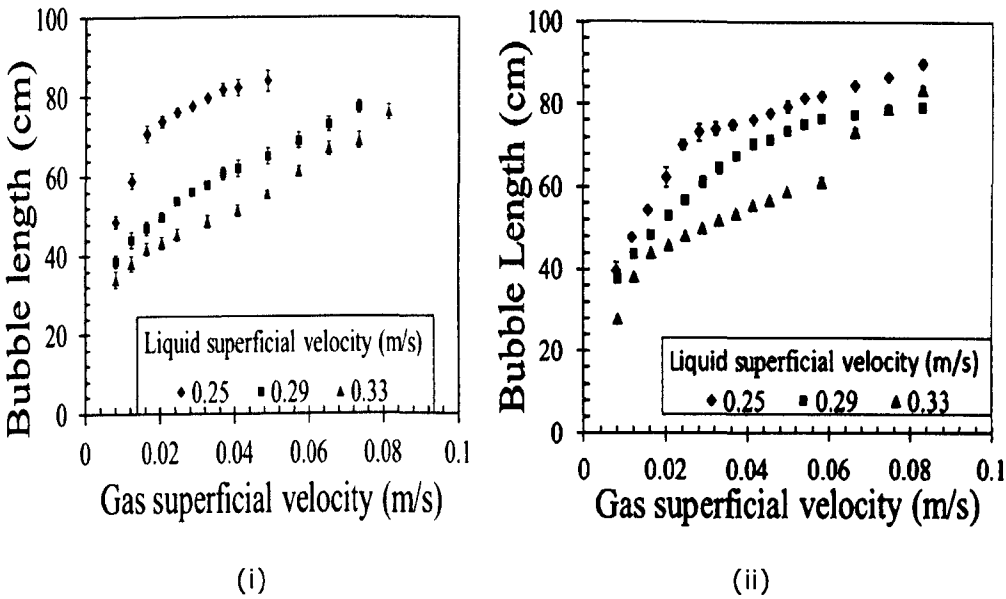 100
80
60
40
20
0
Bubble length (cm)
Liquid superficial velocity (m/s)
0.25 0.29 0.33
0 0.02 0.04 0.06 0.08 0.1
Gas superficial velocity (m/s)
(i)
100
80
60
40
20
0
Bubble Length (cm)
Liquid superficial velocity (m/s)
0.25 0.29 0.33
0 0.02 0.04 0.06 0.08 0.1
Gas superficial velocity (m/s)
(ii)